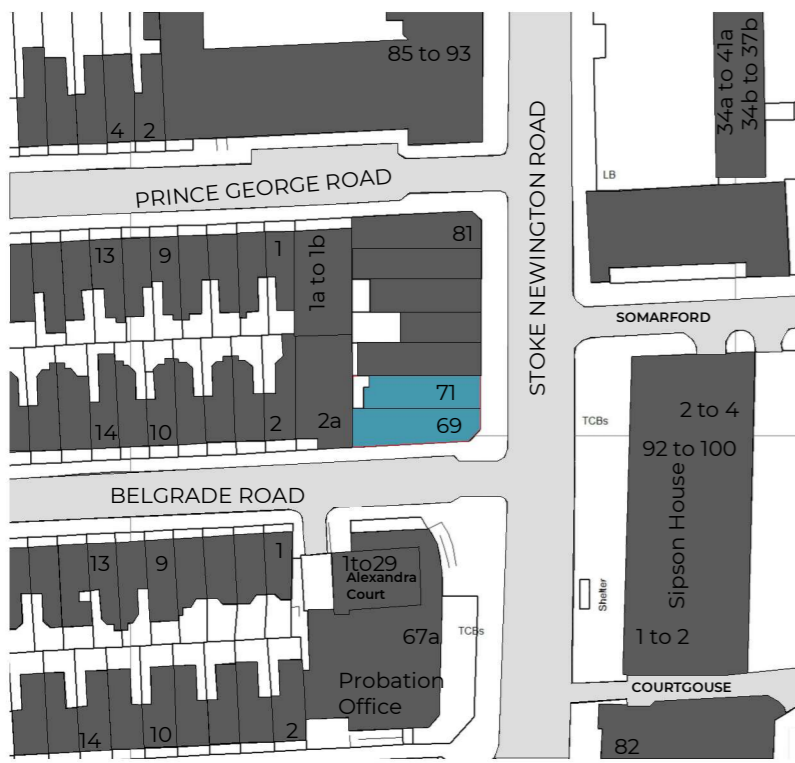 85 to 93
34a to 41a
34b to 37b
4
2
PRINCE GEORGE ROAD
LB
STOKE NEWINGTON ROAD
13
9
1
1a to 1b
81
SOMARFORD
71
69
14
10
2
2a
TCBs
2 to 4
92 to 100
Sipson House
BELGRADE ROAD
13
9
1
1to29
Alexandra
Court
Shelter
67a
TCBs
1 to 2
Probation
Office
COURTGOUSE
14
10
2
82